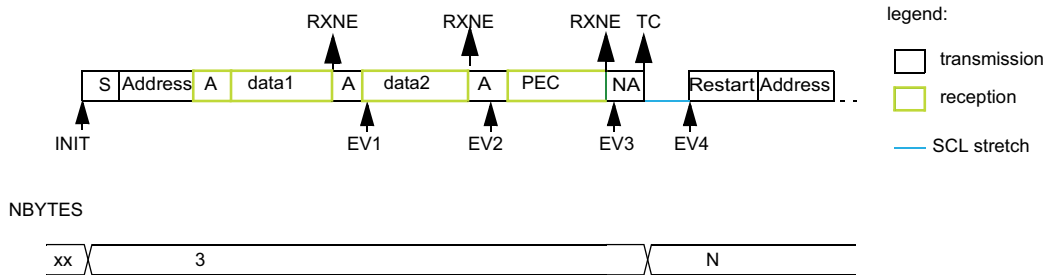 RXNE RXNE RXNE TC
legend:
S Address A data1 A data2 A PEC NA Restart Address
transmission
reception
INIT EV1 EV2 EV3 EV4
SCL stretch
NBYTES
xx 3 N